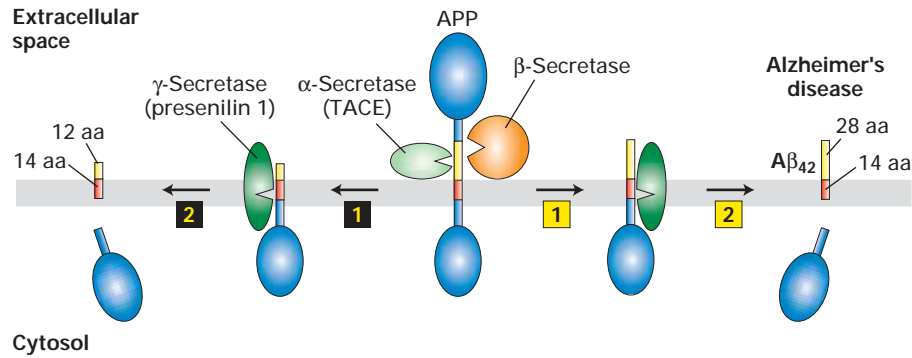 Extracellular
space
APP
γ-Secretase
(presenilin 1)
α-Secretase
(TACE)
β-Secretase
Alzheimer's
disease
12 aa
14 aa
28 aa
Aβ42
14 aa
2
1
1
2
Cytosol